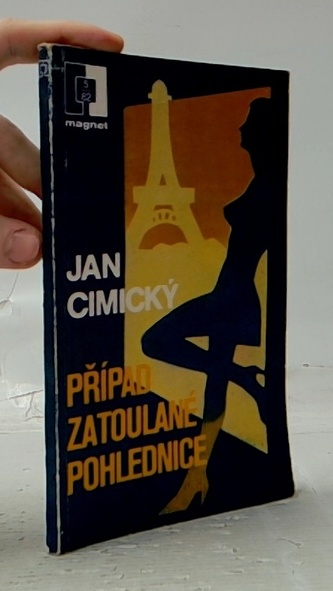 5
82
magnet
JAN
CIMICKÝ
PŘÍPAD
ZATOULANÉ
POHLEDNICE